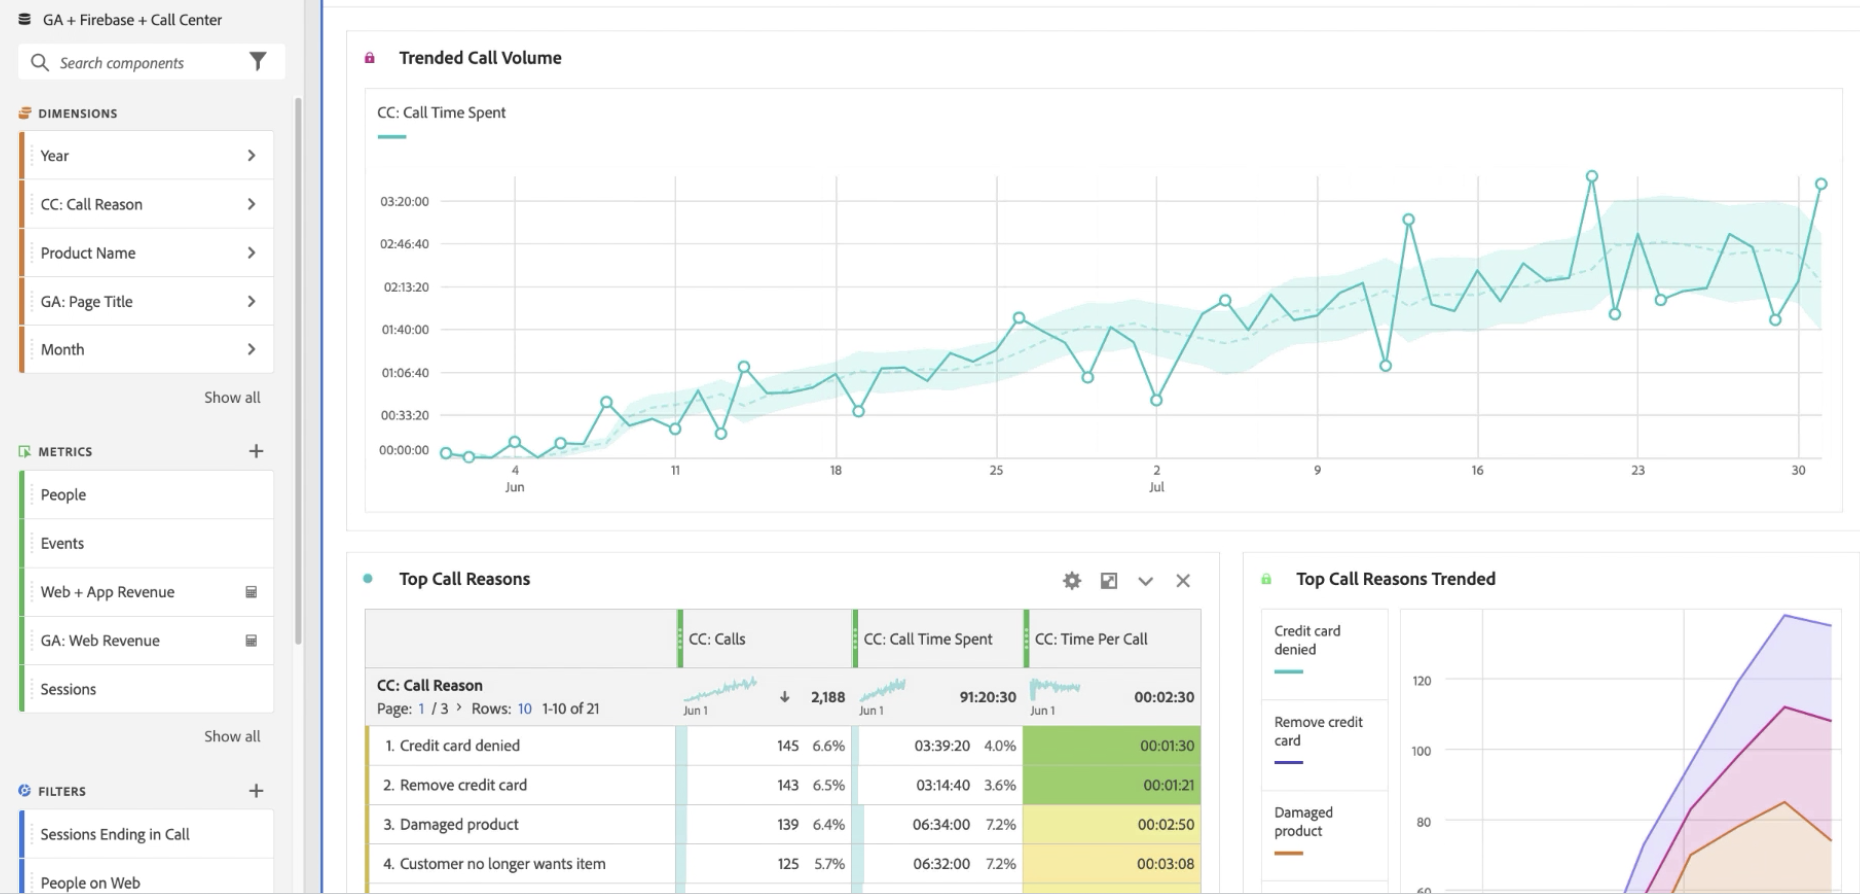 GA + Firebase + Call Center
Search components
DIMENSIONS
Year
CC: Call Reason
Product Name
GA: Page Title
Month
Show all
METRICS
People
Events
Web + App Revenue
GA: Web Revenue
Sessions
Show all
FILTERS
Sessions Ending in Call
People on Web
Trended Call Volume
CC: Call Time Spent
03:20:00
02:46:40
02:13:20
01:40:00
01:06:40
00:33:20
00:00:00
4 11 18 25 2 9 16 23 30
Jun Jul
Top Call Reasons
CC: Calls CC: Call Time Spent CC: Time Per Call
CC: Call Reason
Page: 1 / 3 > Rows: 10 1-10 of 21
Jun 1 2,188 Jun 1 91:20:30 Jun 1 00:02:30
1. Credit card denied 145 6.6% 03:39:20 4.0% 00:01:30
2. Remove credit card 143 6.5% 03:14:40 3.6% 00:01:21
3. Damaged product 139 6.4% 06:34:00 7.2% 00:02:50
4. Customer no longer wants item 125 5.7% 06:32:00 7.2% 00:03:08
Top Call Reasons Trended
Credit card
denied
Remove credit
card
Damaged
product
120
100
80
60